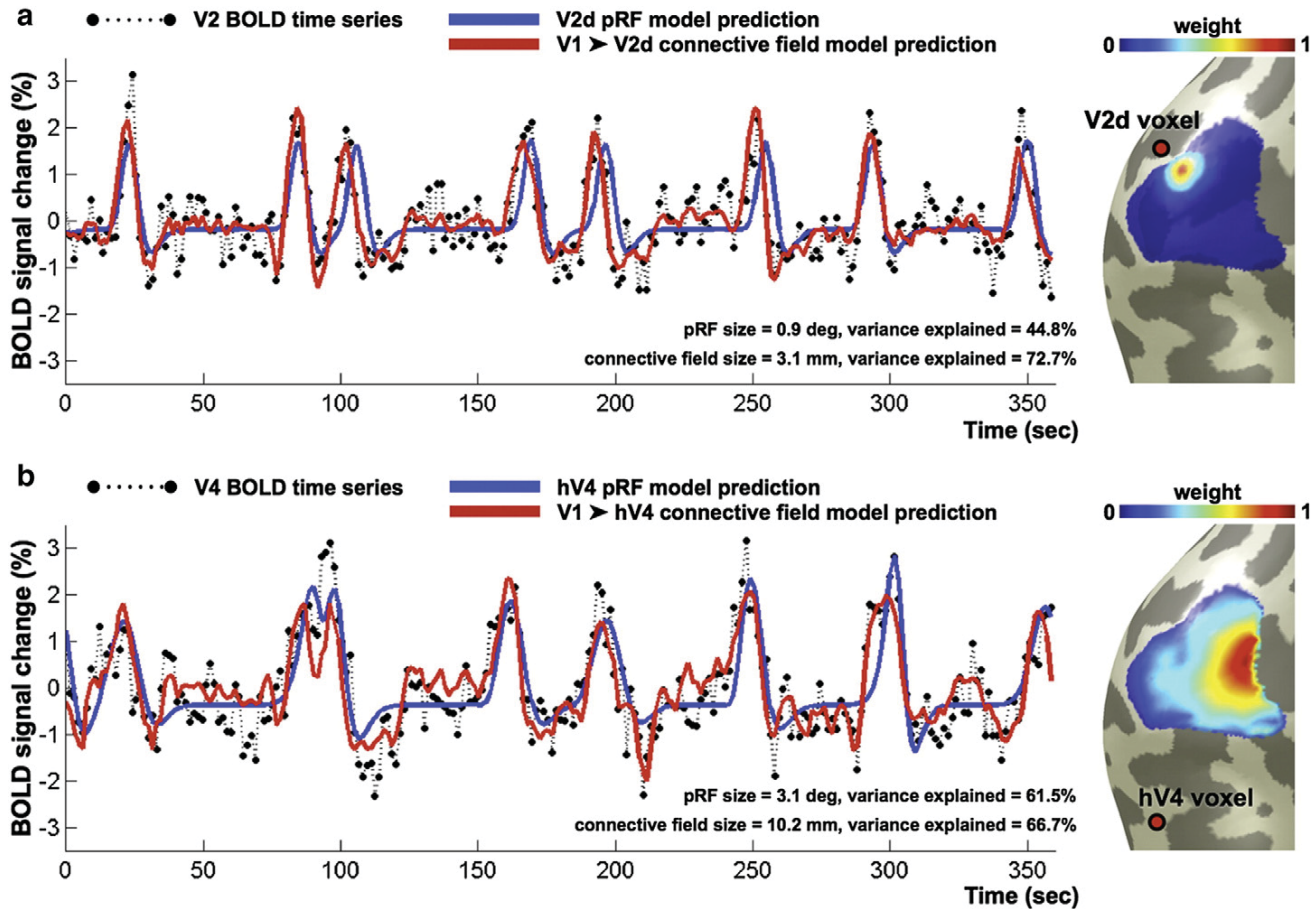 a
V2 BOLD time series
V2d pRF model prediction
V1 ➤ V2d connective field model prediction
weight
0 1
V2d voxel
BOLD signal change (%)
3
2
1
0
-1
-2
-3
pRF size = 0.9 deg, variance explained = 44.8%
connective field size = 3.1 mm, variance explained = 72.7%
0 50 100 150 200 250 300 350
Time (sec)
b
V4 BOLD time series
hV4 pRF model prediction
V1 ➤ hV4 connective field model prediction
weight
0 1
BOLD signal change (%)
3
2
1
0
-1
-2
-3
pRF size = 3.1 deg, variance explained = 61.5%
connective field size = 10.2 mm, variance explained = 66.7%
hV4 voxel
0 50 100 150 200 250 300 350
Time (sec)